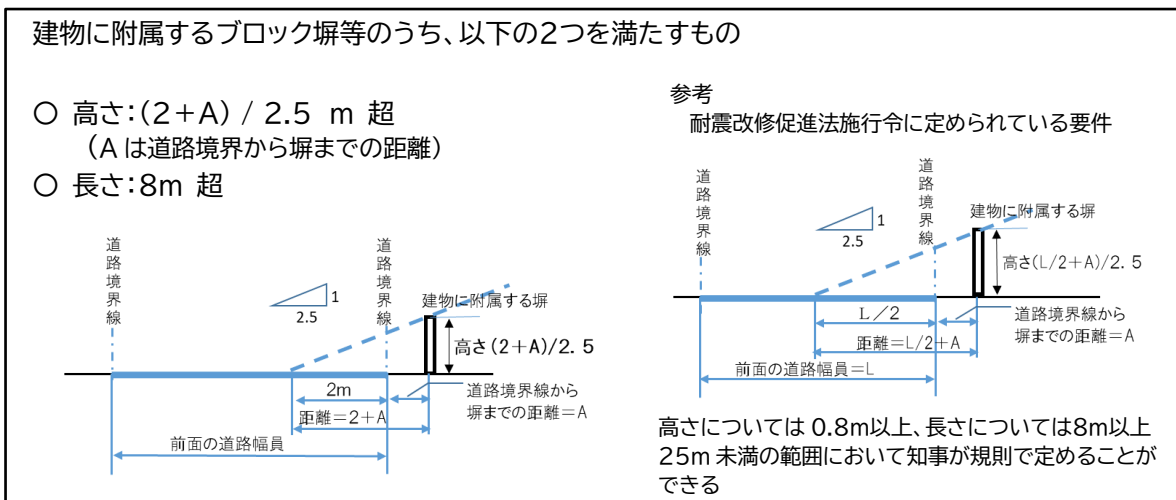 建物に附属するブロック塀等のうち、以下の2つを満たすもの
○ 高さ:(2+A) / 2.5 m 超
(A は道路境界から塀までの距離)
○ 長さ:8m 超
道路境界線
道路境界線
1
2.5
建物に附属する塀
高さ(2+A)/2.5
2m
道路境界線から
塀までの距離=A
距離=2+A
前面の道路幅員
参考
耐震改修促進法施行令に定められている要件
道路境界線
道路境界線
1
2.5
建物に附属する塀
高さ(L/2+A)/2.5
L/2
道路境界線から
塀までの距離=A
距離=L/2+A
前面の道路幅員=L
高さについては 0.8m以上、長さについては8m以上
25m 未満の範囲において知事が規則で定めることが
できる